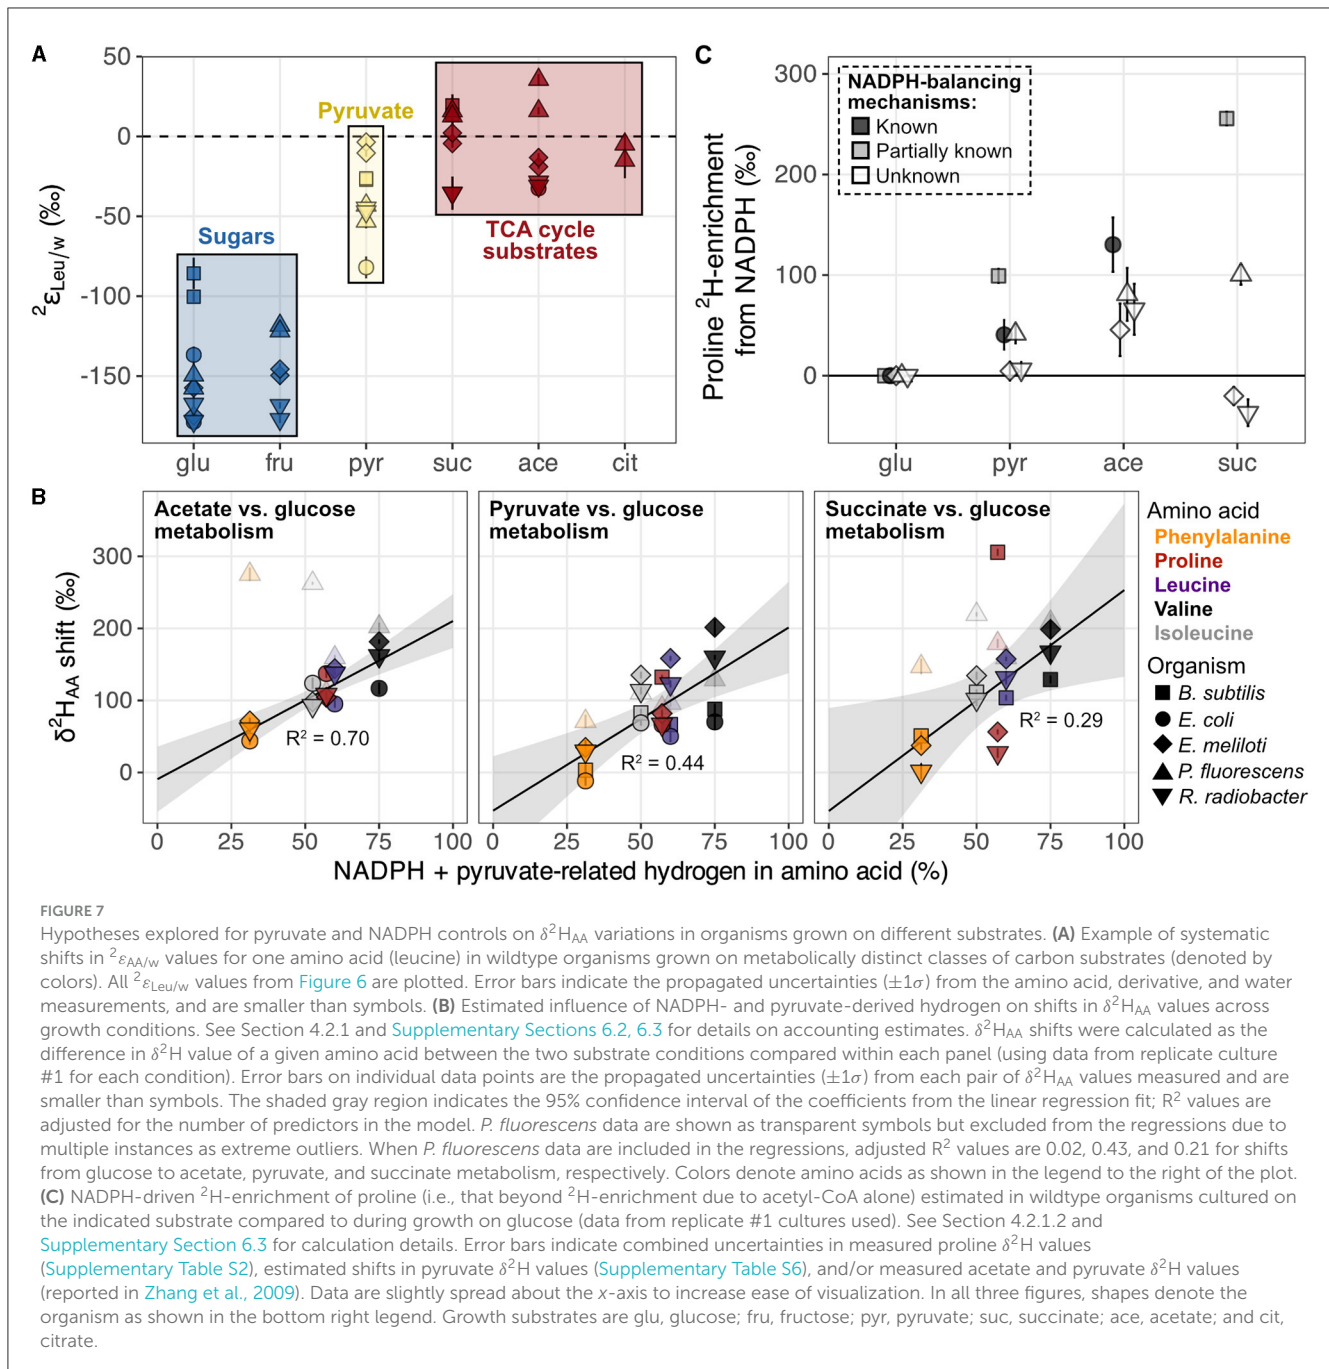 A
50
0
-50
-100
-150
²εLeu/w (‰)
Sugars
Pyruvate
TCA cycle
substrates
glu fru pyr suc ace cit
C
300
200
100
0
Proline ²H-enrichment
from NADPH (‰)
NADPH-balancing
mechanisms:
Known
Partially known
Unknown
glu pyr ace suc
B
δ²HAA shift (‰)
300
200
100
0
Acetate vs. glucose
metabolism
R² = 0.70
0 25 50 75 100
Pyruvate vs. glucose
metabolism
R² = 0.44
0 25 50 75 100
Succinate vs. glucose
metabolism
R² = 0.29
0 25 50 75 100
NADPH + pyruvate-related hydrogen in amino acid (%)
Amino acid
Phenylalanine
Proline
Leucine
Valine
Isoleucine
Organism
B. subtilis
E. coli
E. meliloti
P. fluorescens
R. radiobacter
FIGURE 7
Hypotheses explored for pyruvate and NADPH controls on δ²HAA variations in organisms grown on different substrates. (A) Example of systematic
shifts in ²εAA/w values for one amino acid (leucine) in wildtype organisms grown on metabolically distinct classes of carbon substrates (denoted by
colors). All ²εLeu/w values from Figure 6 are plotted. Error bars indicate the propagated uncertainties (±1σ) from the amino acid, derivative, and water
measurements, and are smaller than symbols. (B) Estimated influence of NADPH- and pyruvate-derived hydrogen on shifts in δ²HAA values across
growth conditions. See Section 4.2.1 and Supplementary Sections 6.2, 6.3 for details on accounting estimates. δ²HAA shifts were calculated as the
difference in δ²H value of a given amino acid between the two substrate conditions compared within each panel (using data from replicate culture
#1 for each condition). Error bars on individual data points are the propagated uncertainties (±1σ) from each pair of δ²HAA values measured and are
smaller than symbols. The shaded gray region indicates the 95% confidence interval of the coefficients from the linear regression fit; R² values are
adjusted for the number of predictors in the model. P. fluorescens data are shown as transparent symbols but excluded from the regressions due to
multiple instances as extreme outliers. When P. fluorescens data are included in the regressions, adjusted R² values are 0.02, 0.43, and 0.21 for shifts
from glucose to acetate, pyruvate, and succinate metabolism, respectively. Colors denote amino acids as shown in the legend to the right of the plot.
(C) NADPH-driven ²H-enrichment of proline (i.e., that beyond ²H-enrichment due to acetyl-CoA alone) estimated in wildtype organisms cultured on
the indicated substrate compared to during growth on glucose (data from replicate #1 cultures used). See Section 4.2.1.2 and
Supplementary Section 6.3 for calculation details. Error bars indicate combined uncertainties in measured proline δ²H values
(Supplementary Table S2), estimated shifts in pyruvate δ²H values (Supplementary Table S6), and/or measured acetate and pyruvate δ²H values
(reported in Zhang et al., 2009). Data are slightly spread about the x-axis to increase ease of visualization. In all three figures, shapes denote the
organism as shown in the bottom right legend. Growth substrates are glu, glucose; fru, fructose; pyr, pyruvate; suc, succinate; ace, acetate; and cit,
citrate.